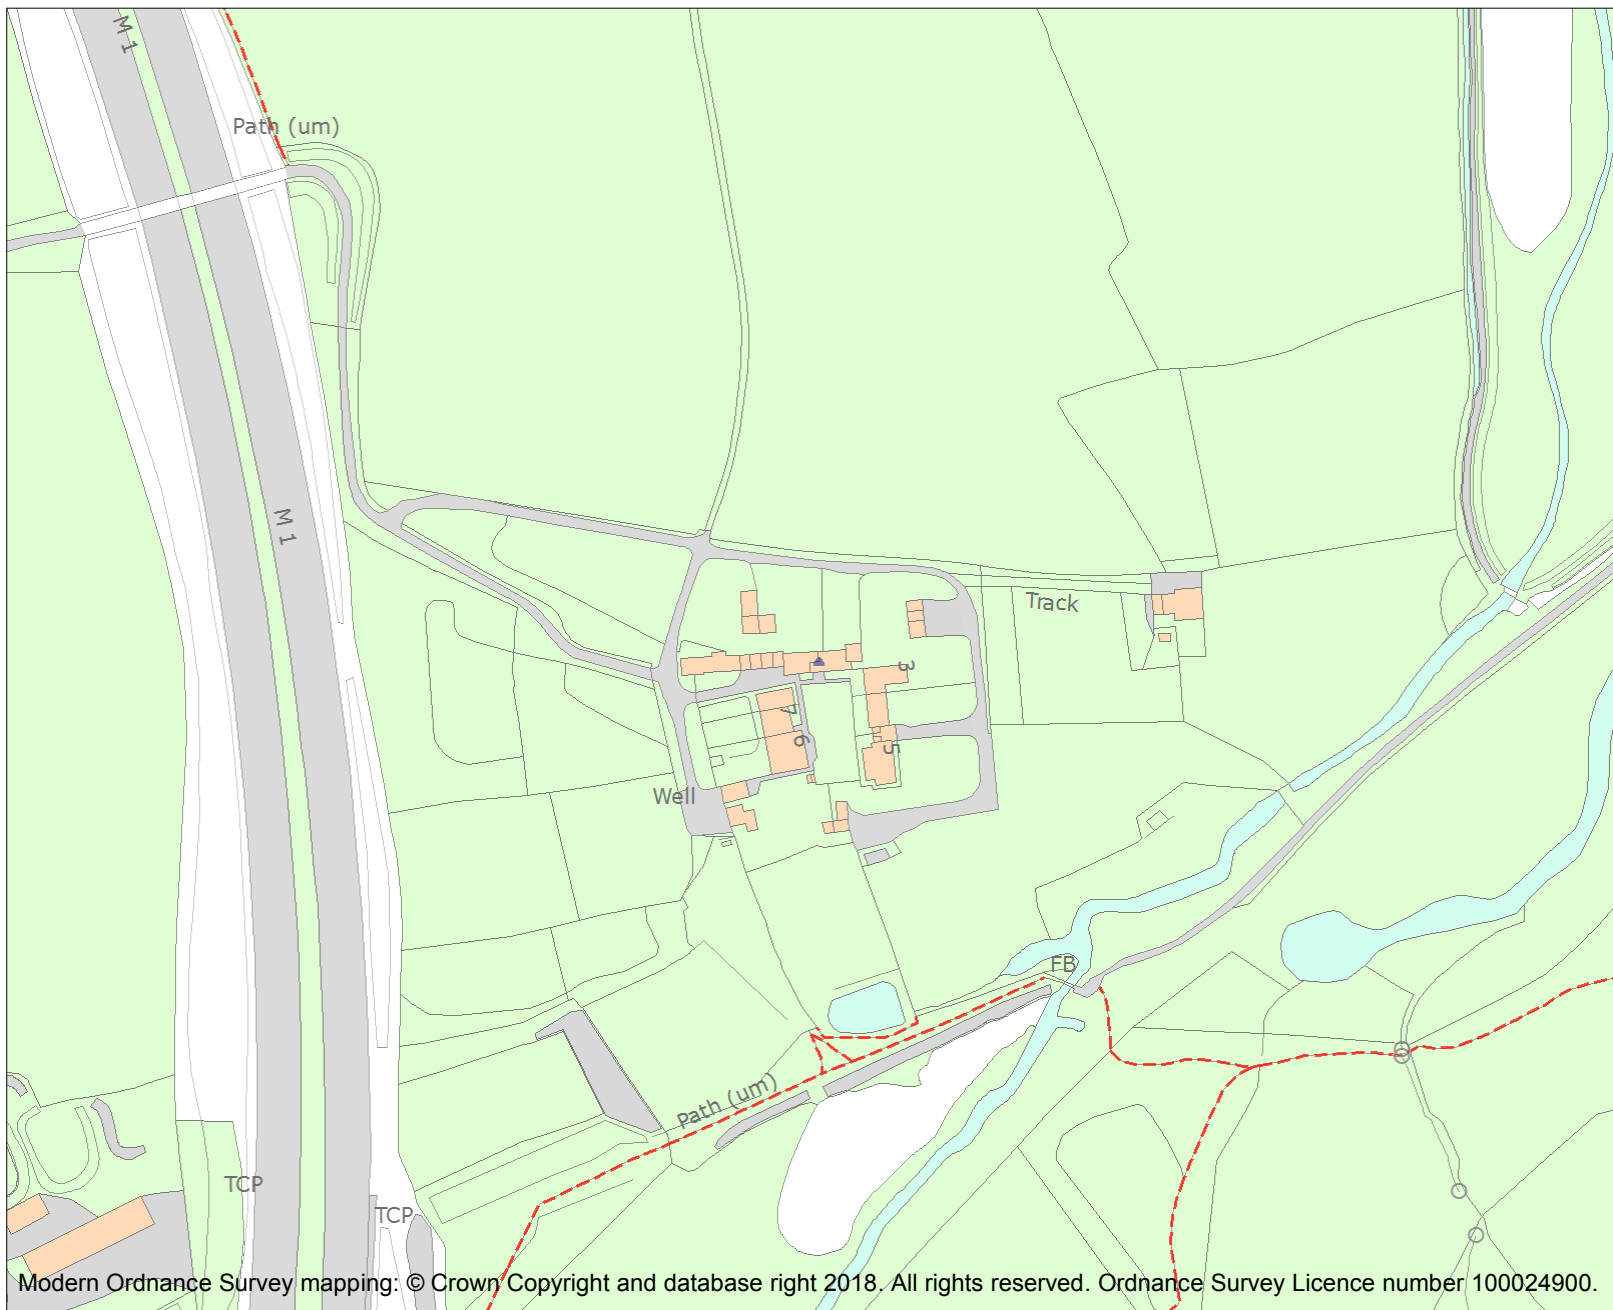 M 1
Path (um)
M 1
Track
3
7
6
5
Well
FB
Path (um)
TCP
TCP
Modern Ordnance Survey mapping: © Crown Copyright and database right 2018. All rights reserved. Ordnance Survey Licence number 100024900.